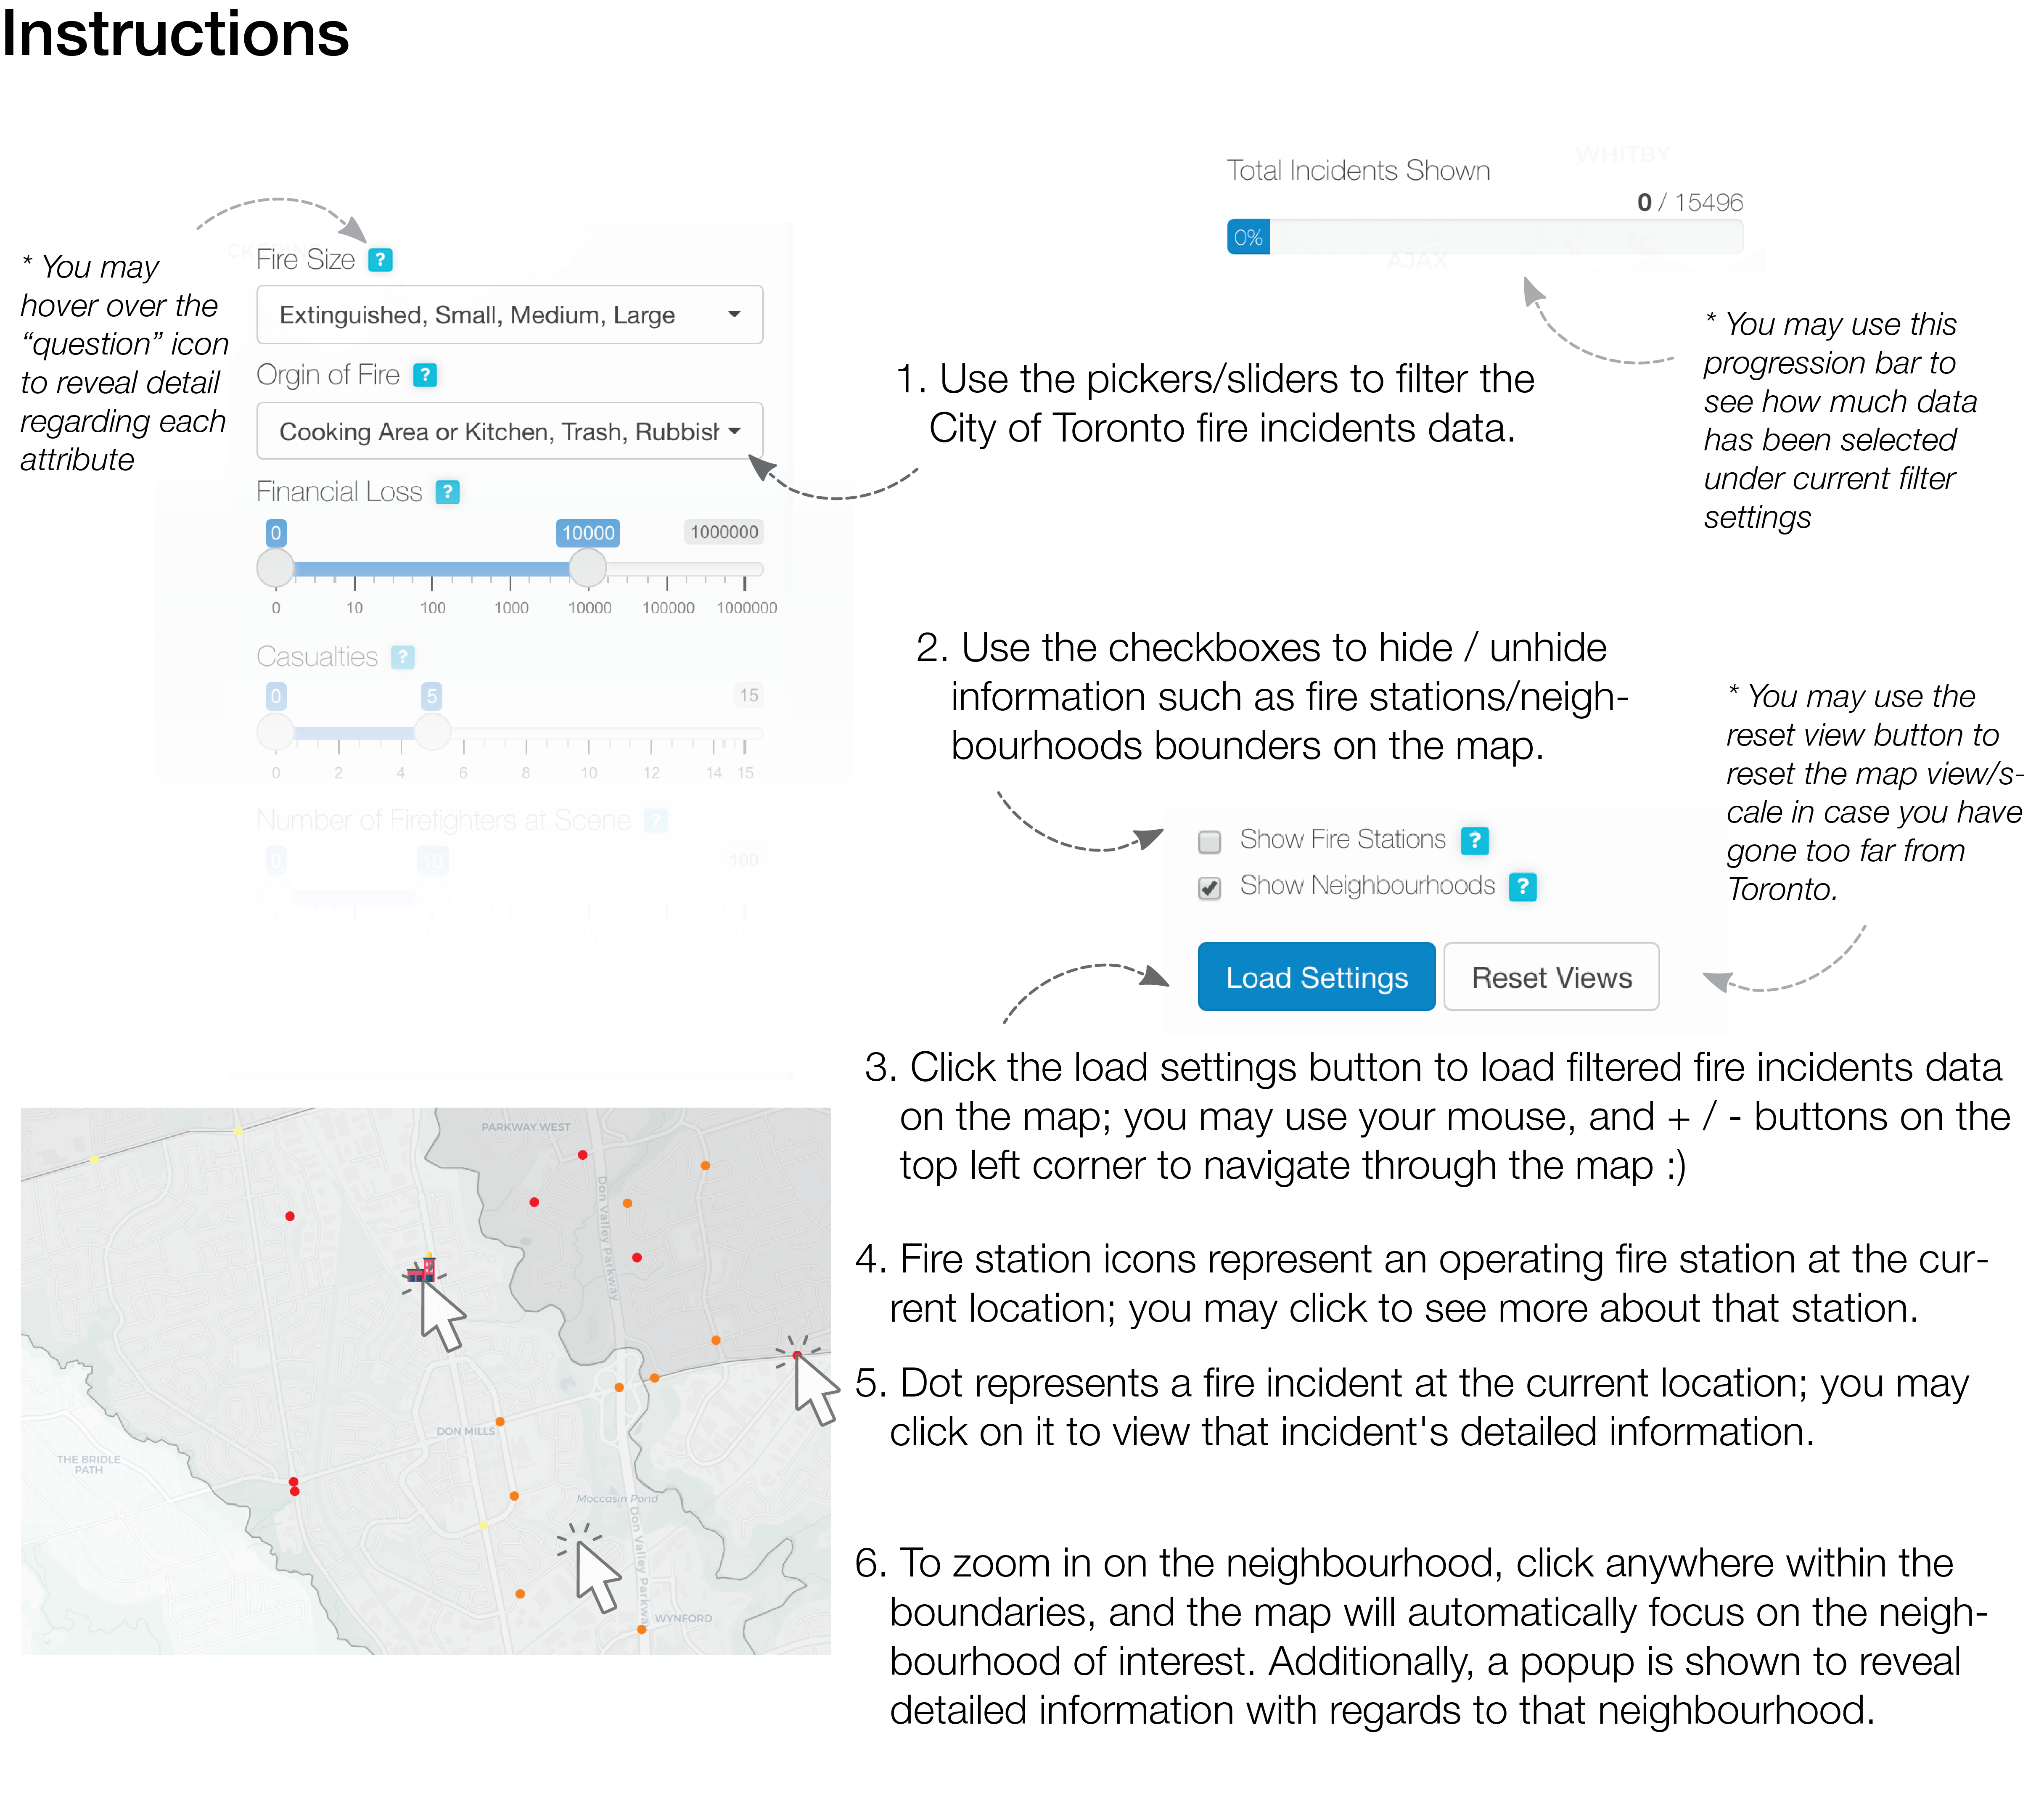 Instructions
* You may
hover over the
“question” icon
to reveal detail
regarding each
attribute
Fire Size ?
Extinguished, Small, Medium, Large
Orgin of Fire ?
Cooking Area or Kitchen, Trash, Rubbish
Financial Loss ?
0 10000 1000000
0 10 100 1000 10000 100000 1000000
Casualties ?
0 5 15
0 2 4 6 8 10 12 14 15
Number of Firefighters at Scene ?
0 10 100
WHITBY
Total Incidents Shown
0 / 15496
0%
AJAX
* You may use this
progression bar to
see how much data
has been selected
under current filter
settings
1. Use the pickers/sliders to filter the
City of Toronto fire incidents data.
2. Use the checkboxes to hide / unhide
information such as fire stations/neigh-
bourhoods bounders on the map.
* You may use the
reset view button to
reset the map view/s-
cale in case you have
gone too far from
Toronto.
Show Fire Stations ?
Show Neighbourhoods ?
Load Settings Reset Views
3. Click the load settings button to load filtered fire incidents data
on the map; you may use your mouse, and + / - buttons on the
top left corner to navigate through the map :)
4. Fire station icons represent an operating fire station at the cur-
rent location; you may click to see more about that station.
5. Dot represents a fire incident at the current location; you may
click on it to view that incident's detailed information.
6. To zoom in on the neighbourhood, click anywhere within the
boundaries, and the map will automatically focus on the neigh-
bourhood of interest. Additionally, a popup is shown to reveal
detailed information with regards to that neighbourhood.
PARKWAY WEST
Don Valley Parkway
DON MILLS
THE BRIDLE
PATH
Moccasin Pond
Don Valley Parkway
WYNFORD